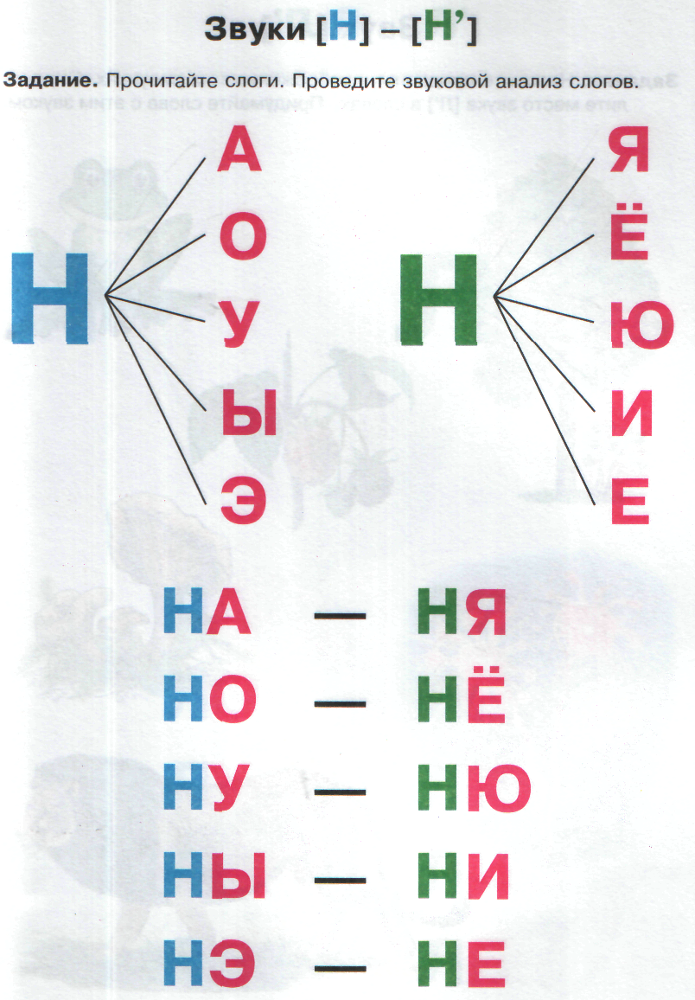 Звуки [Н] – [Н’]
Задание. Прочитайте слоги. Проведите звуковой анализ слогов.
А
О
Н
У
Ы
Э
Я
Ё
Н
Ю
И
Е
НА — НЯ
НО — НЁ
НУ — НЮ
НЫ — НИ
НЭ — НЕ